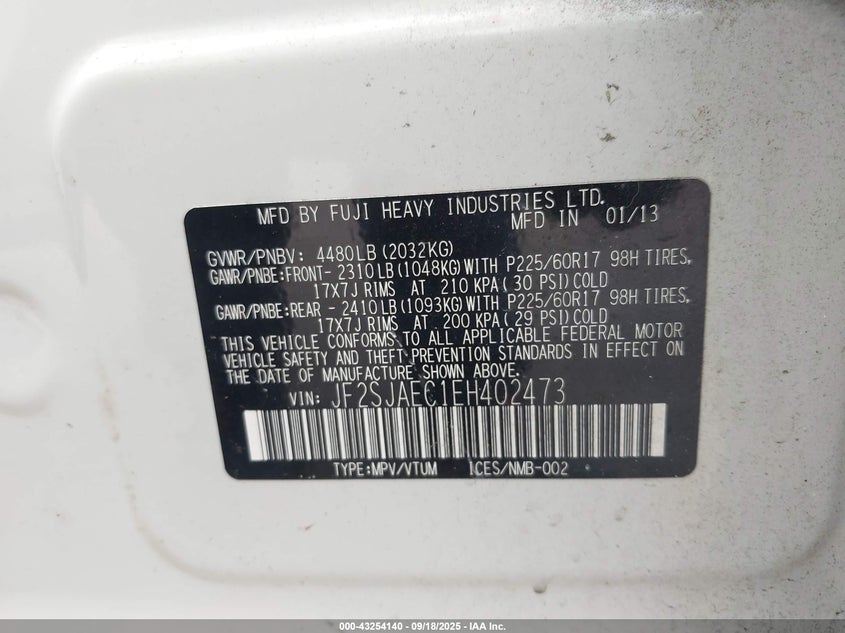 MFD BY FUJI HEAVY INDUSTRIES LTD.
MFD IN 01/13
GVWR/PNBV: 4480LB (2032KG)
GAWR/PNBE:FRONT- 2310LB (1048KG) WITH P225/60R17 98H TIRES,
17X7J RIMS AT 210 KPA( 30 PSI) COLD
GAWR/PNBE:REAR - 2410LB (1093KG) WITH P225/60R17 98H TIRES,
17X7J RIMS AT 200 KPA (29 PSI) COLD
THIS VEHICLE CONFORMS TO ALL APPLICABLE FEDERAL MOTOR
VEHICLE SAFETY AND THEFT PREVENTION STANDARDS IN EFFECT ON
THE DATE OF MANUFACTURE SHOWN ABOVE.
VIN: JF2SJAEC1EH402473
TYPE:MPV/VTUM ICES/NMB-002
000-43254140 - 09/18/2025 - IAA Inc.